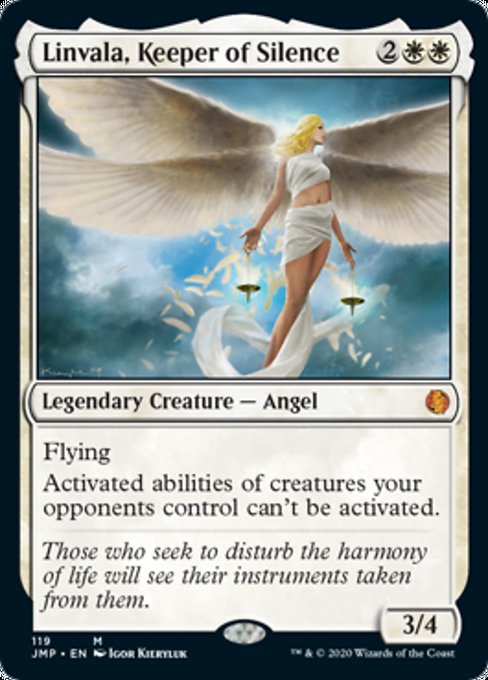 Linvala, Keeper of Silence 2
Legendary Creature — Angel
Flying
Activated abilities of creatures your
opponents control can't be activated.
Those who seek to disturb the harmony
of life will see their instruments taken
from them.
3/4
119 M
JMP • EN Igor Kieryluk
™ & © 2020 Wizards of the Coast